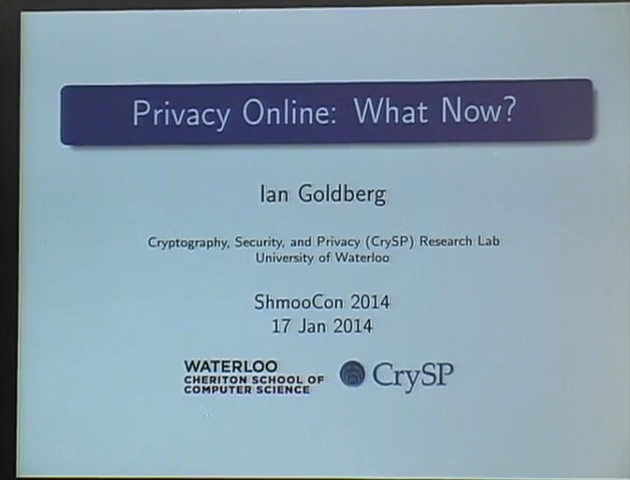 Privacy Online: What Now?
Ian Goldberg
Cryptography, Security, and Privacy (CrySP) Research Lab
University of Waterloo
ShmooCon 2014
17 Jan 2014
WATERLOO
CHERITON SCHOOL OF
COMPUTER SCIENCE
CrySP